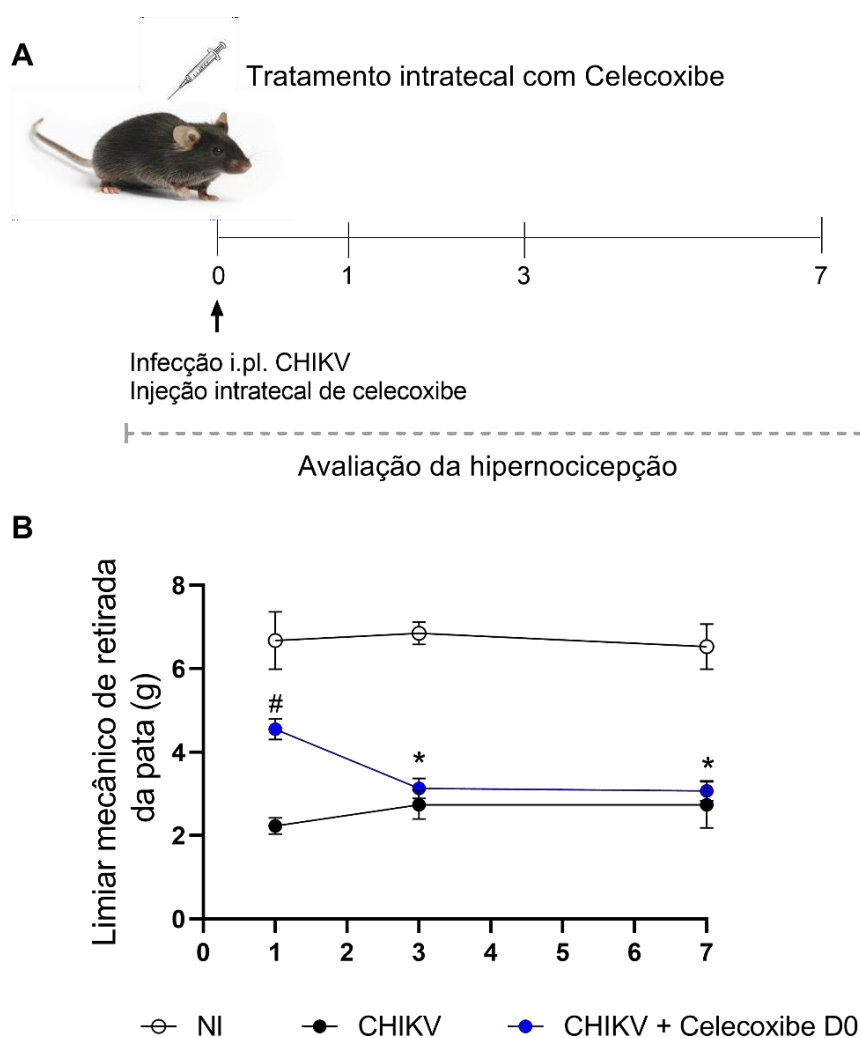 A
Tratamento intratecal com Celecoxibe
0 1 3 7
Infecção i.pl. CHIKV
Injeção intratecal de celecoxibe
Avaliação da hipernocicepção
B
Limiar mecânico de retirada
da pata (g)
8
6
4
2
0
#
*
*
0 1 2 3 4 5 6 7
NI CHIKV CHIKV + Celecoxibe D0